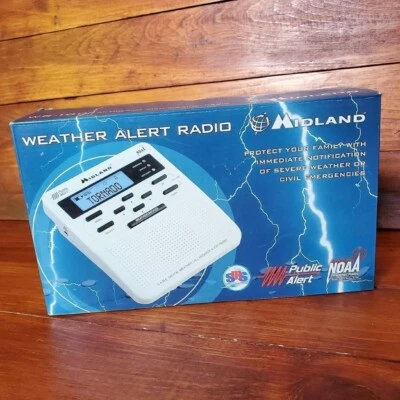 WEATHER ALERT RADIO
MIDLAND
PROTECT YOUR FAMILY WITH
IMMEDIATE NOTIFICATION
OF SEVERE WEATHER OR
CIVIL EMERGENCIES
MIDLAND
TORNADO
Public
Alert
NOAA